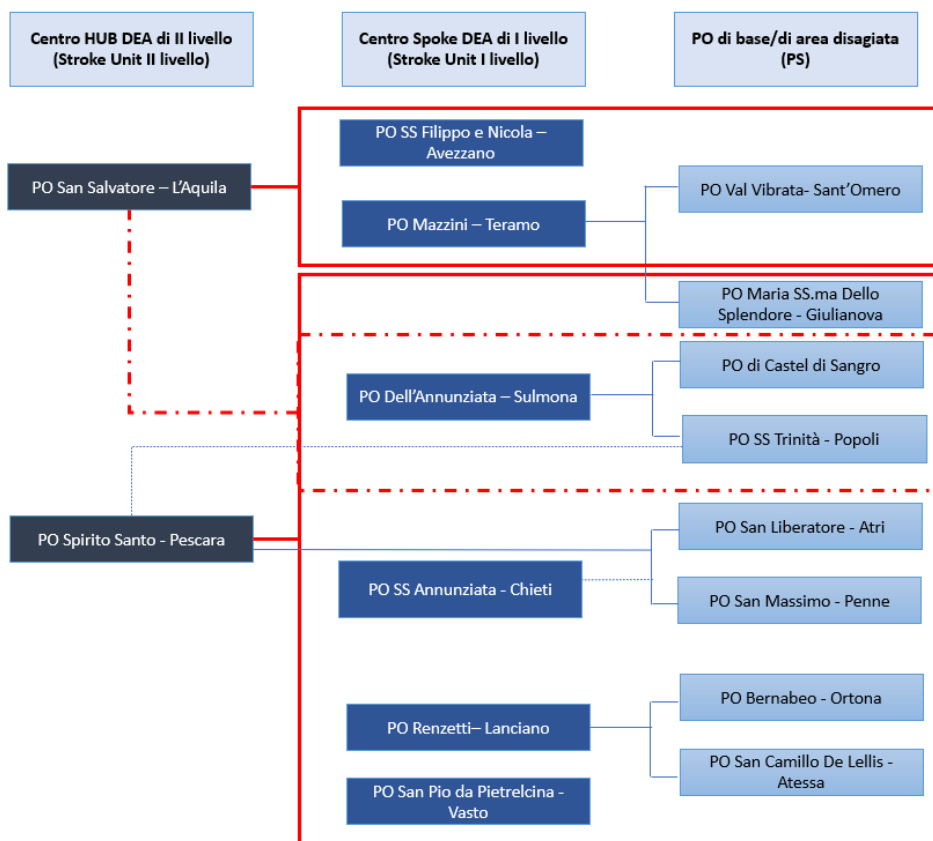 Centro HUB DEA di II livello
(Stroke Unit II livello)
Centro Spoke DEA di I livello
(Stroke Unit I livello)
PO di base/di area disagiata
(PS)
PO SS Filippo e Nicola –
Avezzano
PO San Salvatore – L’Aquila
PO Val Vibrata- Sant’Omero
PO Mazzini – Teramo
PO Maria SS.ma Dello
Splendore - Giulianova
PO di Castel di Sangro
PO Dell’Annunziata – Sulmona
PO SS Trinità - Popoli
PO San Liberatore - Atri
PO Spirito Santo - Pescara
PO SS Annunziata - Chieti
PO San Massimo - Penne
PO Bernabeo - Ortona
PO Renzetti– Lanciano
PO San Camillo De Lellis -
Atessa
PO San Pio da Pietrelcina -
Vasto